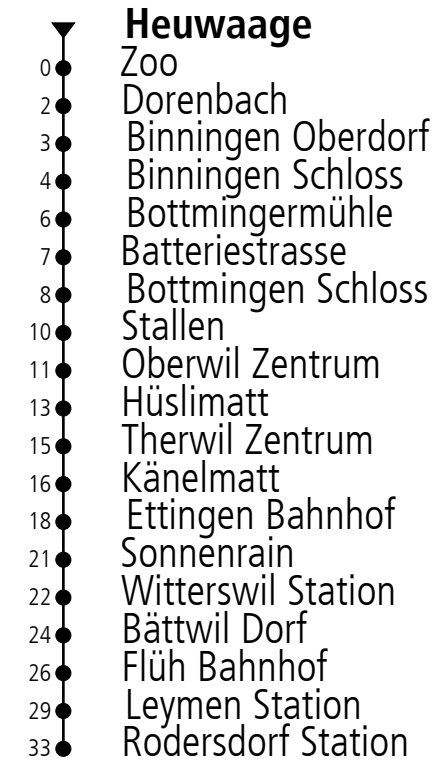 Heuwaage
0 Zoo
2 Dorenbach
3 Binningen Oberdorf
4 Binningen Schloss
6 Bottmingermühle
7 Batteriestrasse
8 Bottmingen Schloss
10 Stallen
11 Oberwil Zentrum
13 Hüslimatt
15 Therwil Zentrum
16 Känelmatt
18 Ettingen Bahnhof
21 Sonnenrain
22 Witterswil Station
24 Bättwil Dorf
26 Flüh Bahnhof
29 Leymen Station
33 Rodersdorf Station